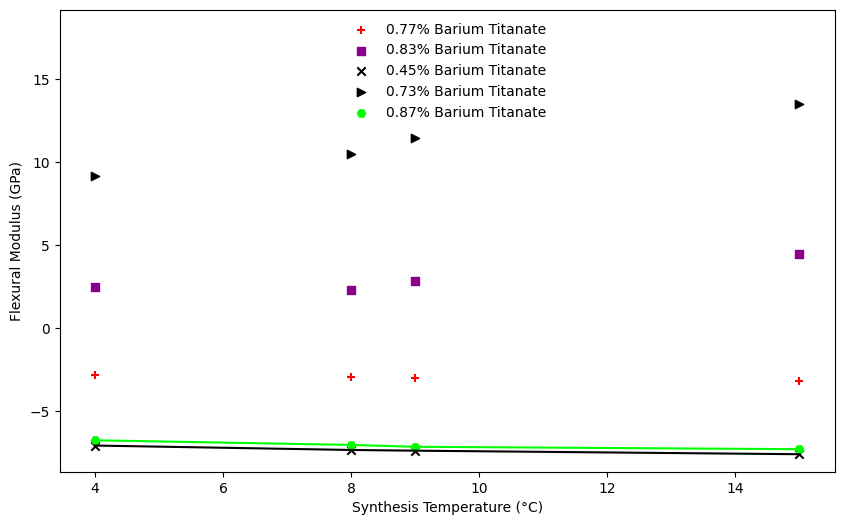 0.77% Barium Titanate
0.83% Barium Titanate
0.45% Barium Titanate
0.73% Barium Titanate
0.87% Barium Titanate
15
10
5
0
−5
Flexural Modulus (GPa)
4 6 8 10 12 14
Synthesis Temperature (°C)